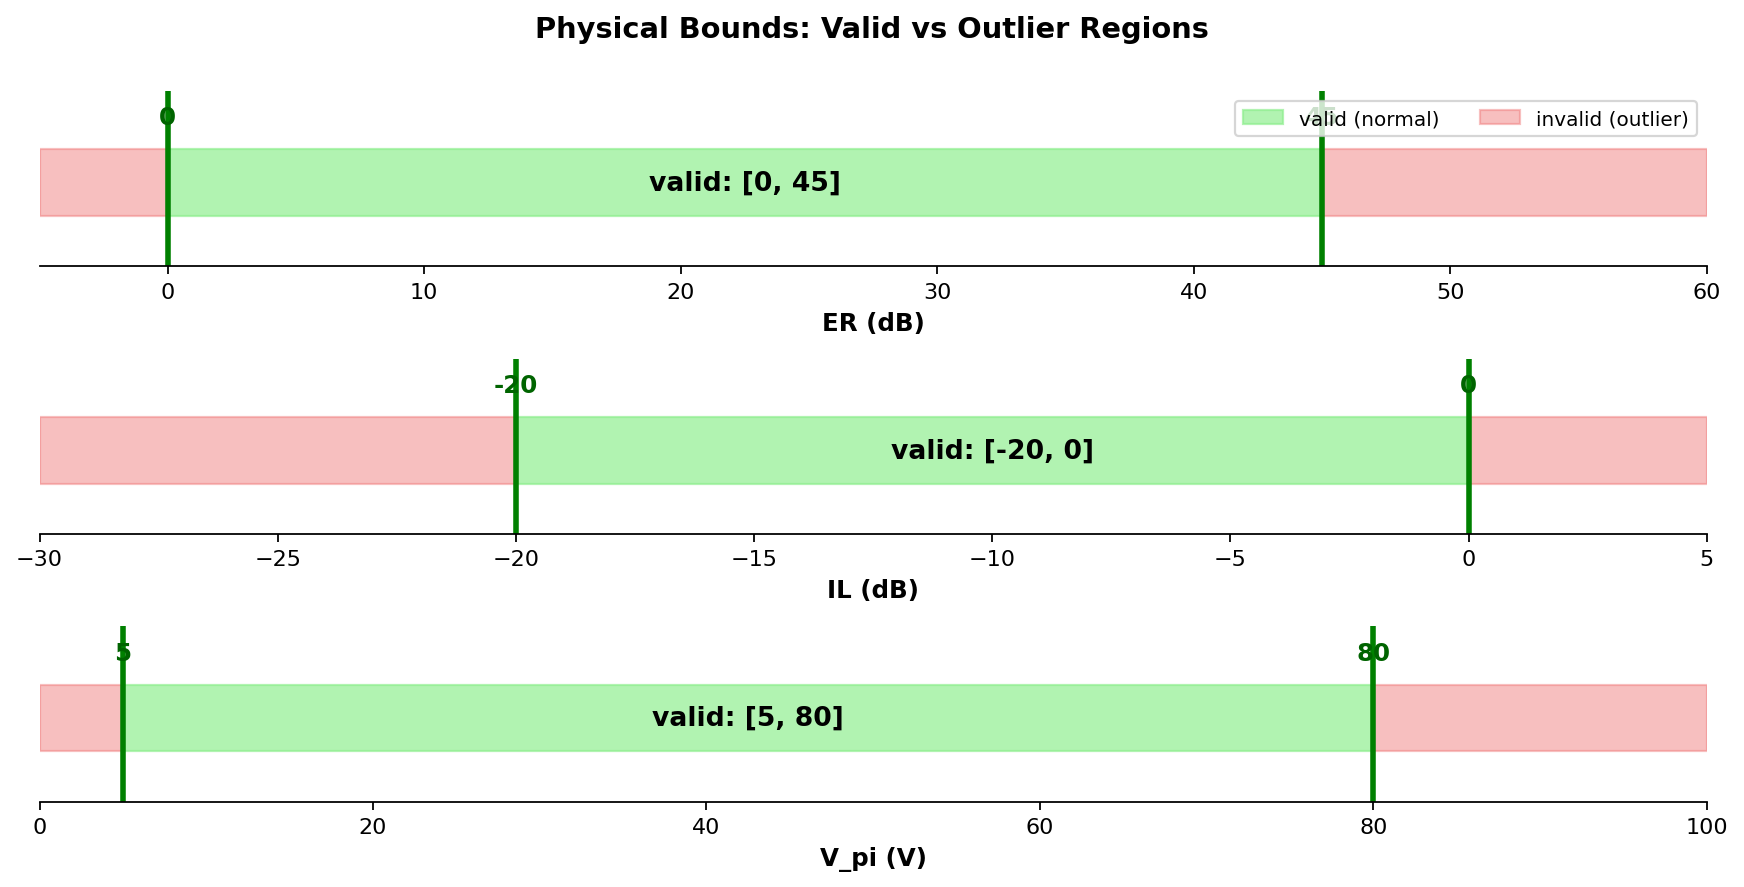 Physical Bounds: Valid vs Outlier Regions
0
valid (normal) invalid (outlier)
valid: [0, 45]
0 10 20 30 40 50 60
ER (dB)
-20 0
valid: [-20, 0]
−30 −25 −20 −15 −10 −5 0 5
IL (dB)
5 80
valid: [5, 80]
0 20 40 60 80 100
V_pi (V)